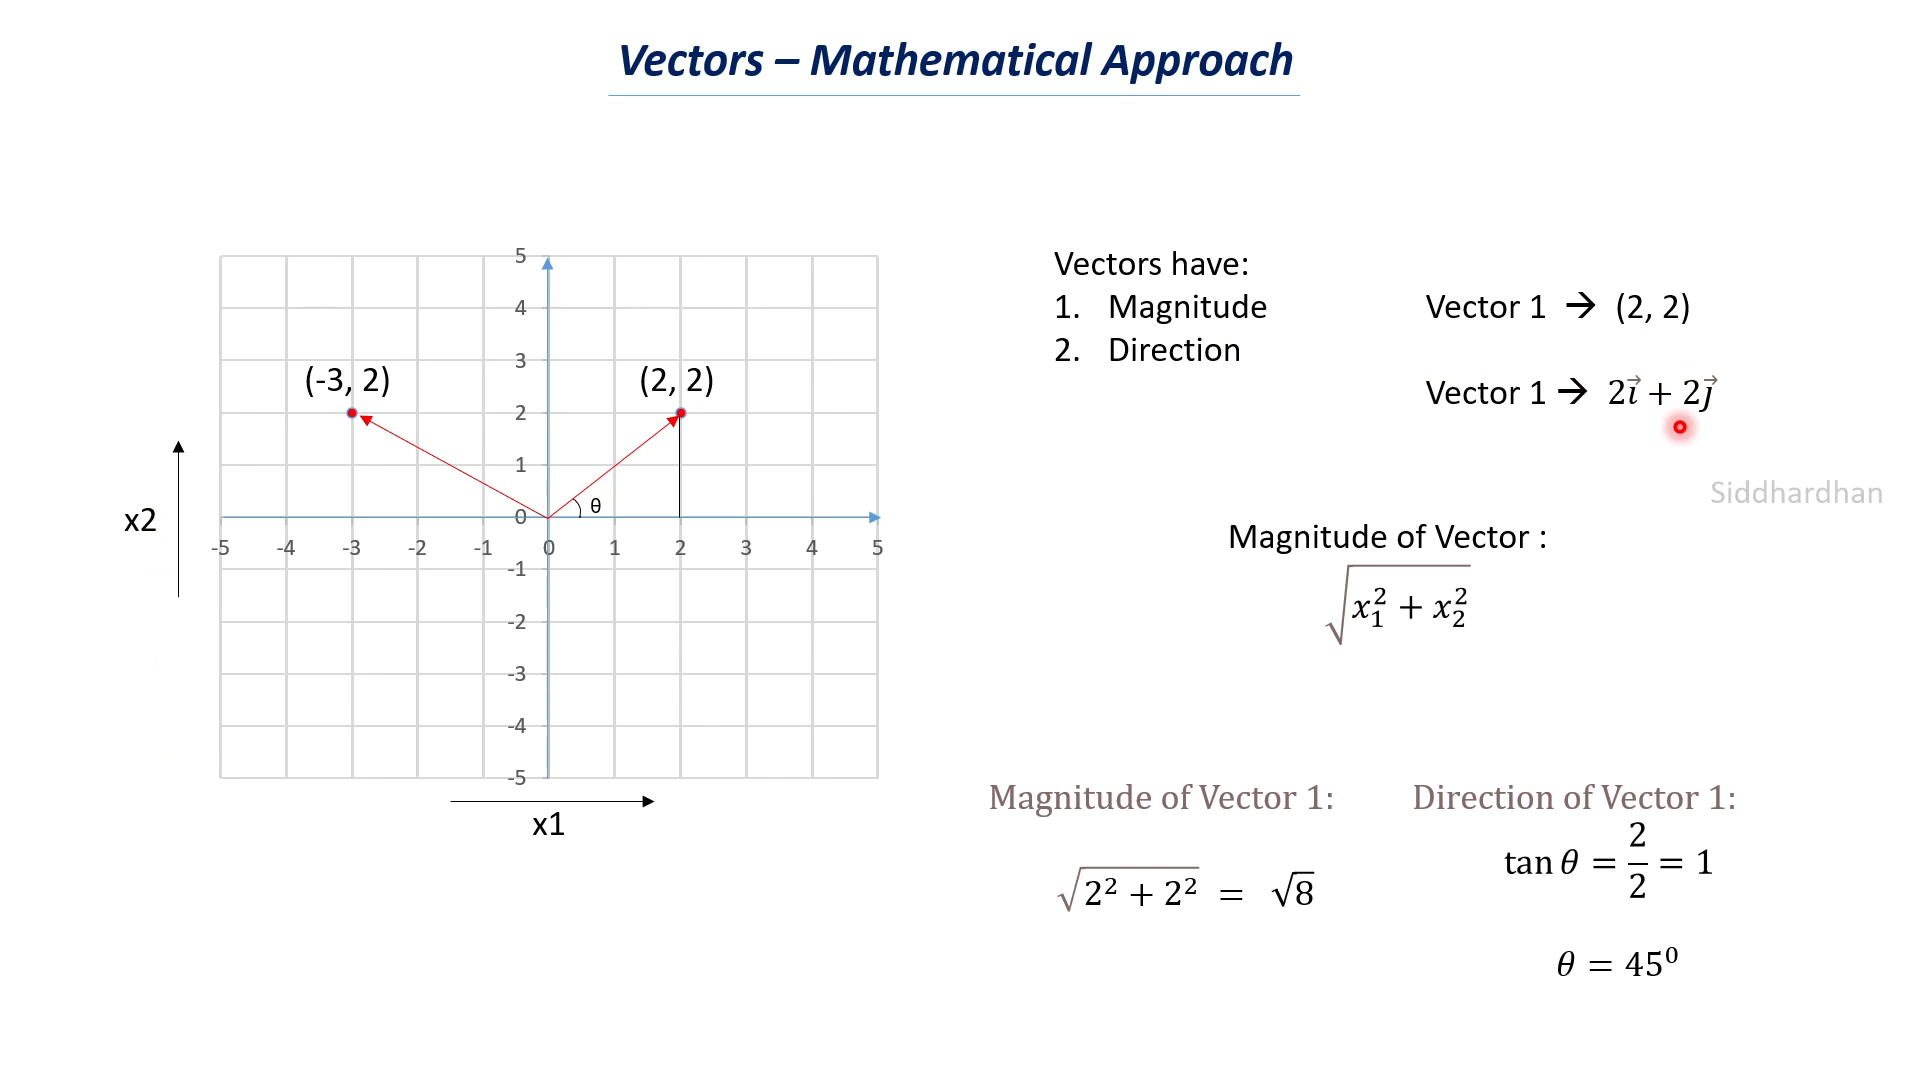 Vectors – Mathematical Approach
5
4
3
2
1
0
-1
-2
-3
-4
-5
-5 -4 -3 -2 -1 0 1 2 3 4 5
(-3, 2)
(2, 2)
θ
x2
x1
Vectors have:
1. Magnitude
2. Direction
Vector 1 → (2, 2)
Vector 1 → 2i⃗ + 2j⃗
Siddhardhan
Magnitude of Vector :
√(x₁² + x₂²)
Magnitude of Vector 1:
√(2² + 2²) = √8
Direction of Vector 1:
tan θ = 2/2 = 1
θ = 45⁰